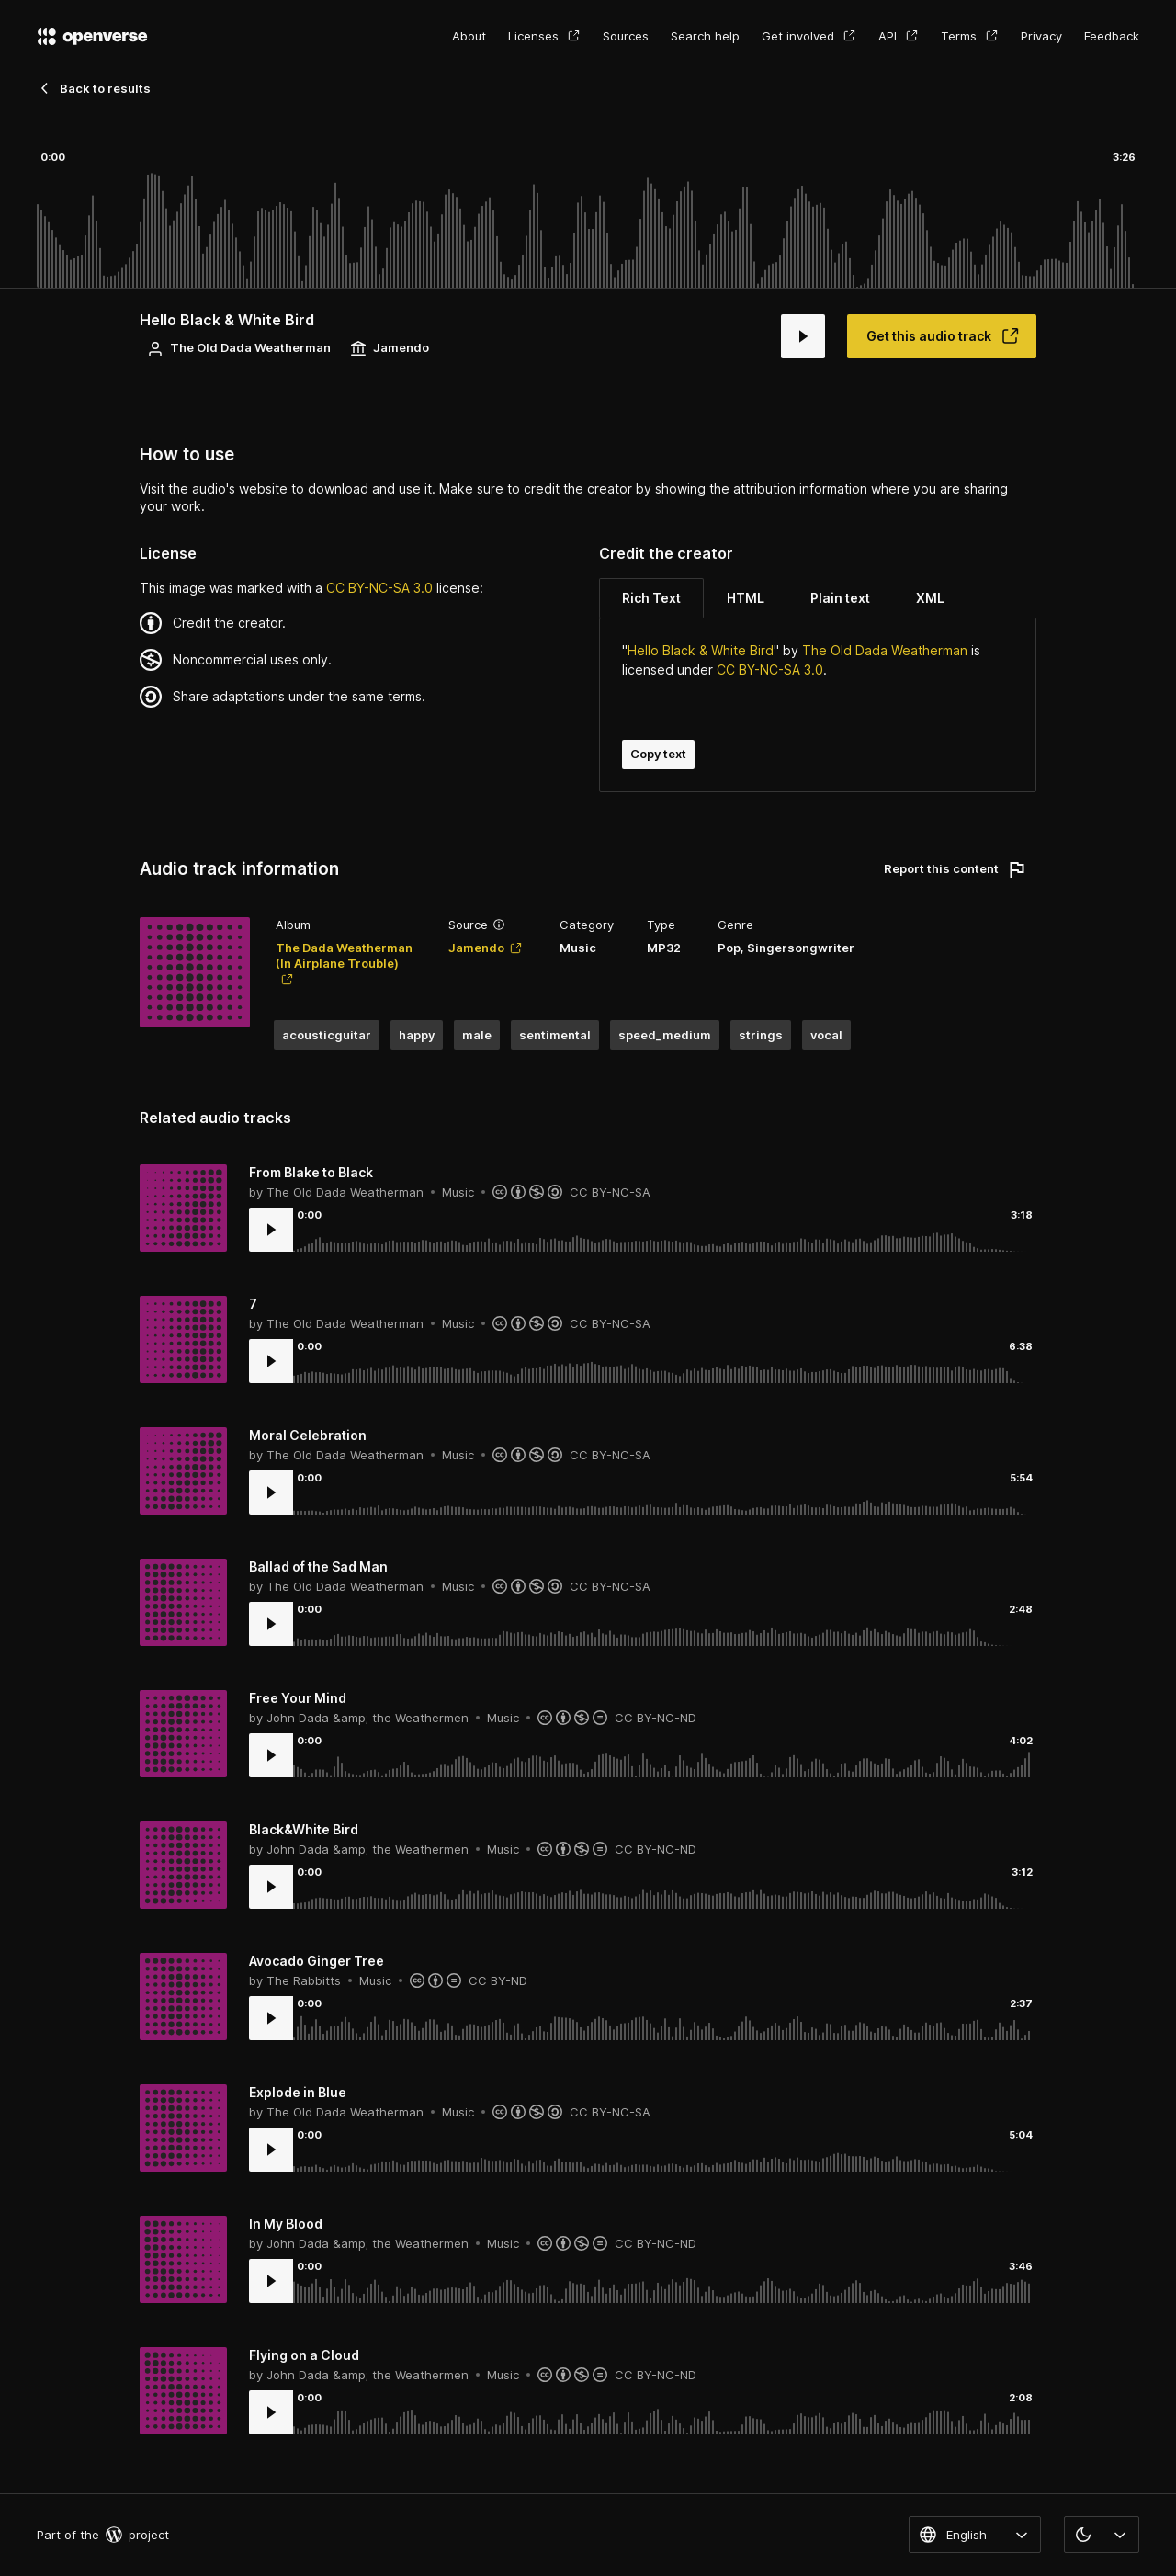 openverse
About Licenses Sources Search help Get involved API Terms Privacy Feedback
Back to results
0:00 3:26
Hello Black & White Bird
The Old Dada Weatherman Jamendo
Get this audio track
How to use
Visit the audio's website to download and use it. Make sure to credit the creator by showing the attribution information where you are sharing
your work.
License
This image was marked with a CC BY-NC-SA 3.0 license:
Credit the creator.
Noncommercial uses only.
Share adaptations under the same terms.
Credit the creator
Rich Text HTML Plain text XML
"Hello Black & White Bird" by The Old Dada Weatherman is
licensed under CC BY-NC-SA 3.0.
Copy text
Audio track information
Report this content
Album
The Dada Weatherman
(In Airplane Trouble)
Source
Jamendo
Category
Music
Type
MP32
Genre
Pop, Singersongwriter
acousticguitar happy male sentimental speed_medium strings vocal
Related audio tracks
From Blake to Black
by The Old Dada Weatherman • Music • CC BY-NC-SA
0:00 3:18
7
by The Old Dada Weatherman • Music • CC BY-NC-SA
0:00 6:38
Moral Celebration
by The Old Dada Weatherman • Music • CC BY-NC-SA
0:00 5:54
Ballad of the Sad Man
by The Old Dada Weatherman • Music • CC BY-NC-SA
0:00 2:48
Free Your Mind
by John Dada &amp; the Weathermen • Music • CC BY-NC-ND
0:00 4:02
Black&White Bird
by John Dada &amp; the Weathermen • Music • CC BY-NC-ND
0:00 3:12
Avocado Ginger Tree
by The Rabbitts • Music • CC BY-ND
0:00 2:37
Explode in Blue
by The Old Dada Weatherman • Music • CC BY-NC-SA
0:00 5:04
In My Blood
by John Dada &amp; the Weathermen • Music • CC BY-NC-ND
0:00 3:46
Flying on a Cloud
by John Dada &amp; the Weathermen • Music • CC BY-NC-ND
0:00 2:08
Part of the project
English